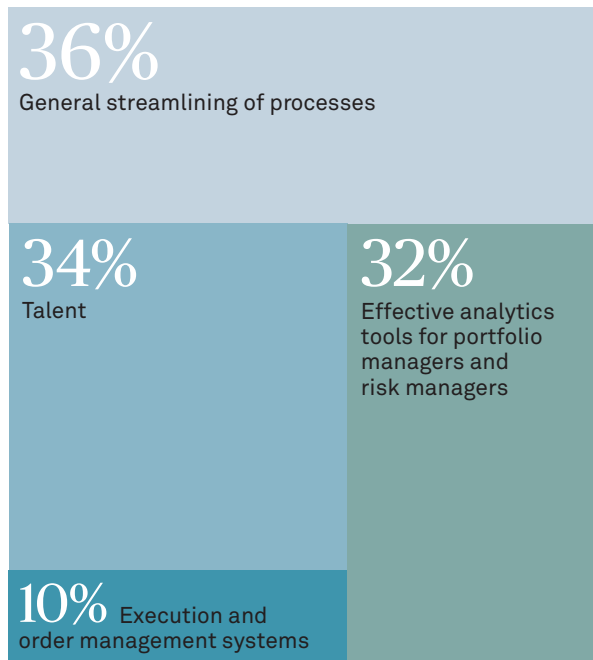 36%
General streamlining of processes
34%
Talent
32%
Effective analytics
tools for portfolio
managers and
risk managers
10% Execution and
order management systems